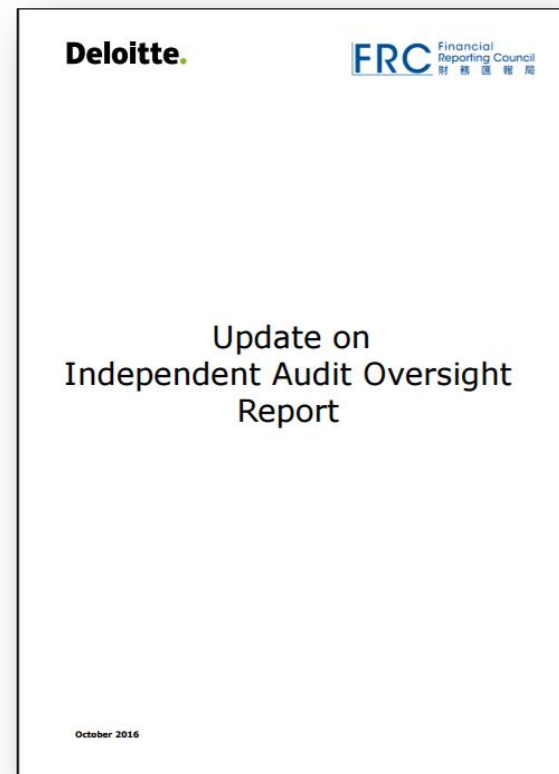 Deloitte.
FRC Financial
Reporting Council
財務匯報局
Update on
Independent Audit Oversight
Report
October 2016